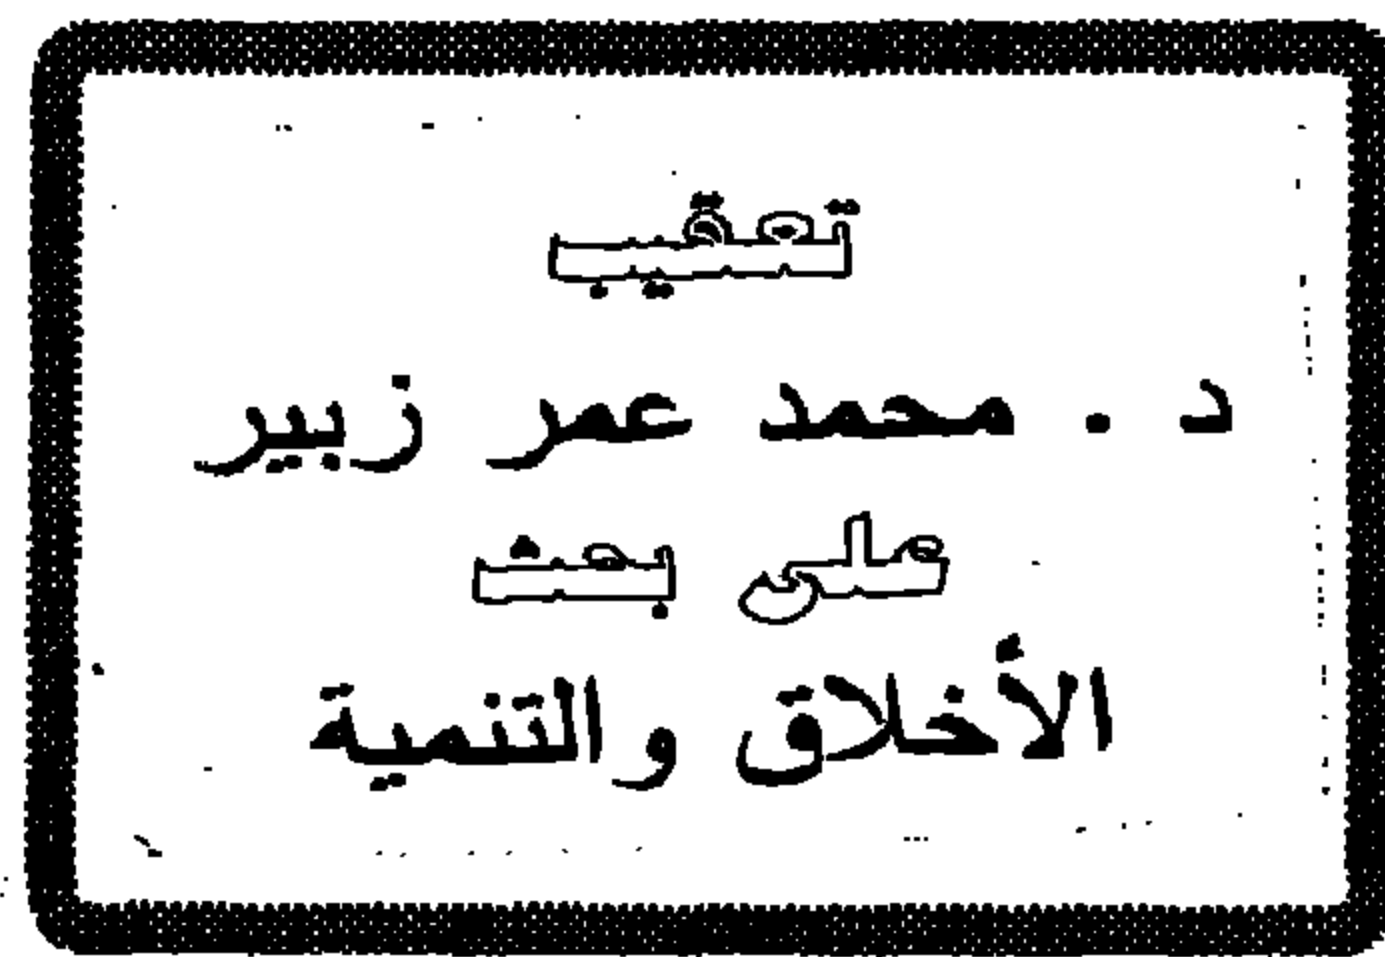 تعقيب
د . محمد عمر زبير
على بحث
الأخلاق والتنمية